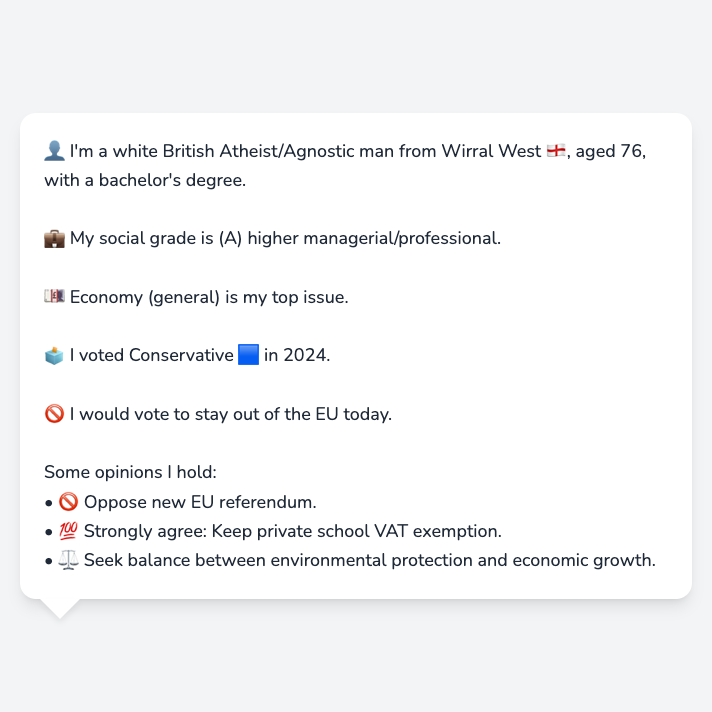 👤 I'm a white British Atheist/Agnostic man from Wirral West 🏴󠁧󠁢󠁥󠁮󠁧󠁿, aged 76,
with a bachelor's degree.
💼 My social grade is (A) higher managerial/professional.
💷 Economy (general) is my top issue.
🗳️ I voted Conservative 🟦 in 2024.
🚫 I would vote to stay out of the EU today.
Some opinions I hold:
• 🚫 Oppose new EU referendum.
• 💯 Strongly agree: Keep private school VAT exemption.
• ⚖️ Seek balance between environmental protection and economic growth.